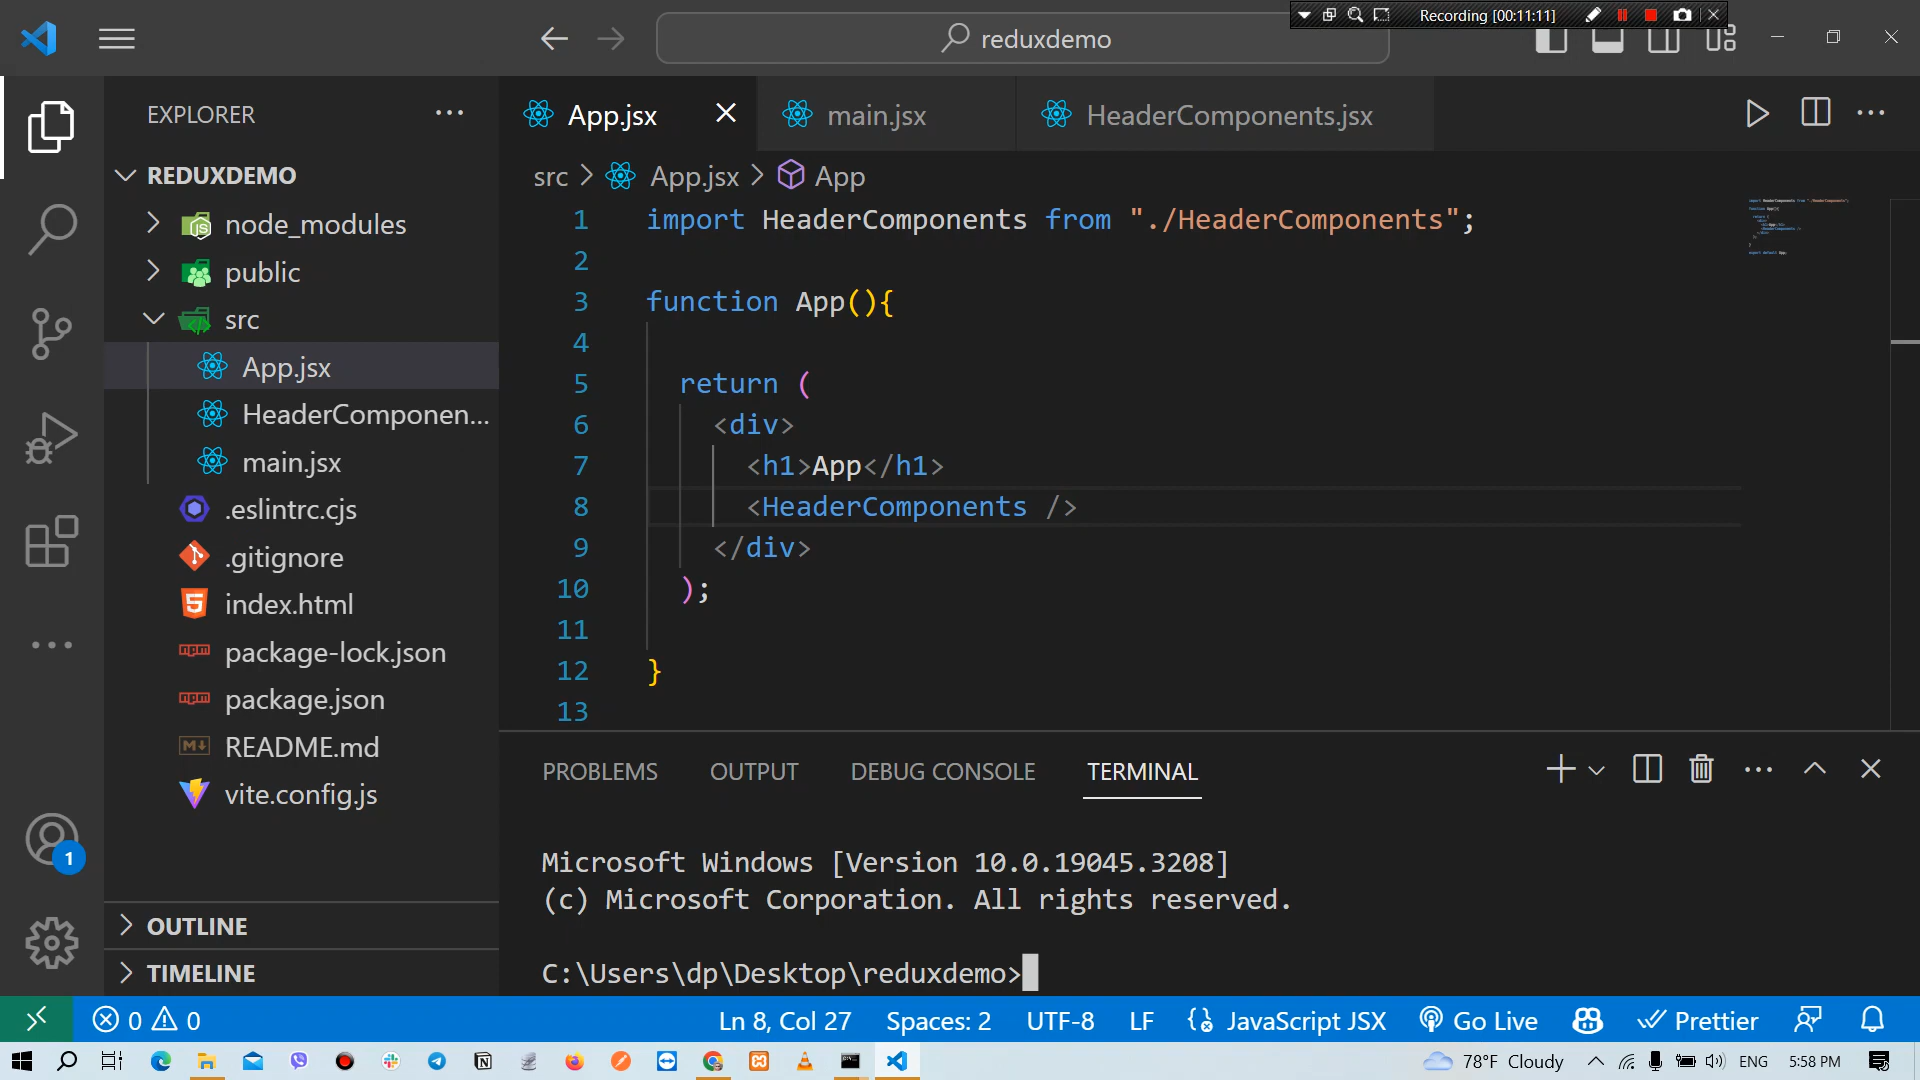 reduxdemo
Recording [00:11:11]
EXPLORER
App.jsx
main.jsx
HeaderComponents.jsx
REDUXDEMO
node_modules
public
src
App.jsx
HeaderComponen...
main.jsx
.eslintrc.cjs
.gitignore
index.html
package-lock.json
package.json
README.md
vite.config.js
OUTLINE
TIMELINE
1
src > App.jsx > App
1 import HeaderComponents from "./HeaderComponents";
2
3 function App(){
4
5 return (
6 <div>
7 <h1>App</h1>
8 <HeaderComponents />
9 </div>
10 );
11
12 }
13
PROBLEMS OUTPUT DEBUG CONSOLE TERMINAL
Microsoft Windows [Version 10.0.19045.3208]
(c) Microsoft Corporation. All rights reserved.
C:\Users\dp\Desktop\reduxdemo>
0 0 Ln 8, Col 27 Spaces: 2 UTF-8 LF JavaScript JSX Go Live Prettier
78°F Cloudy ENG 5:58 PM